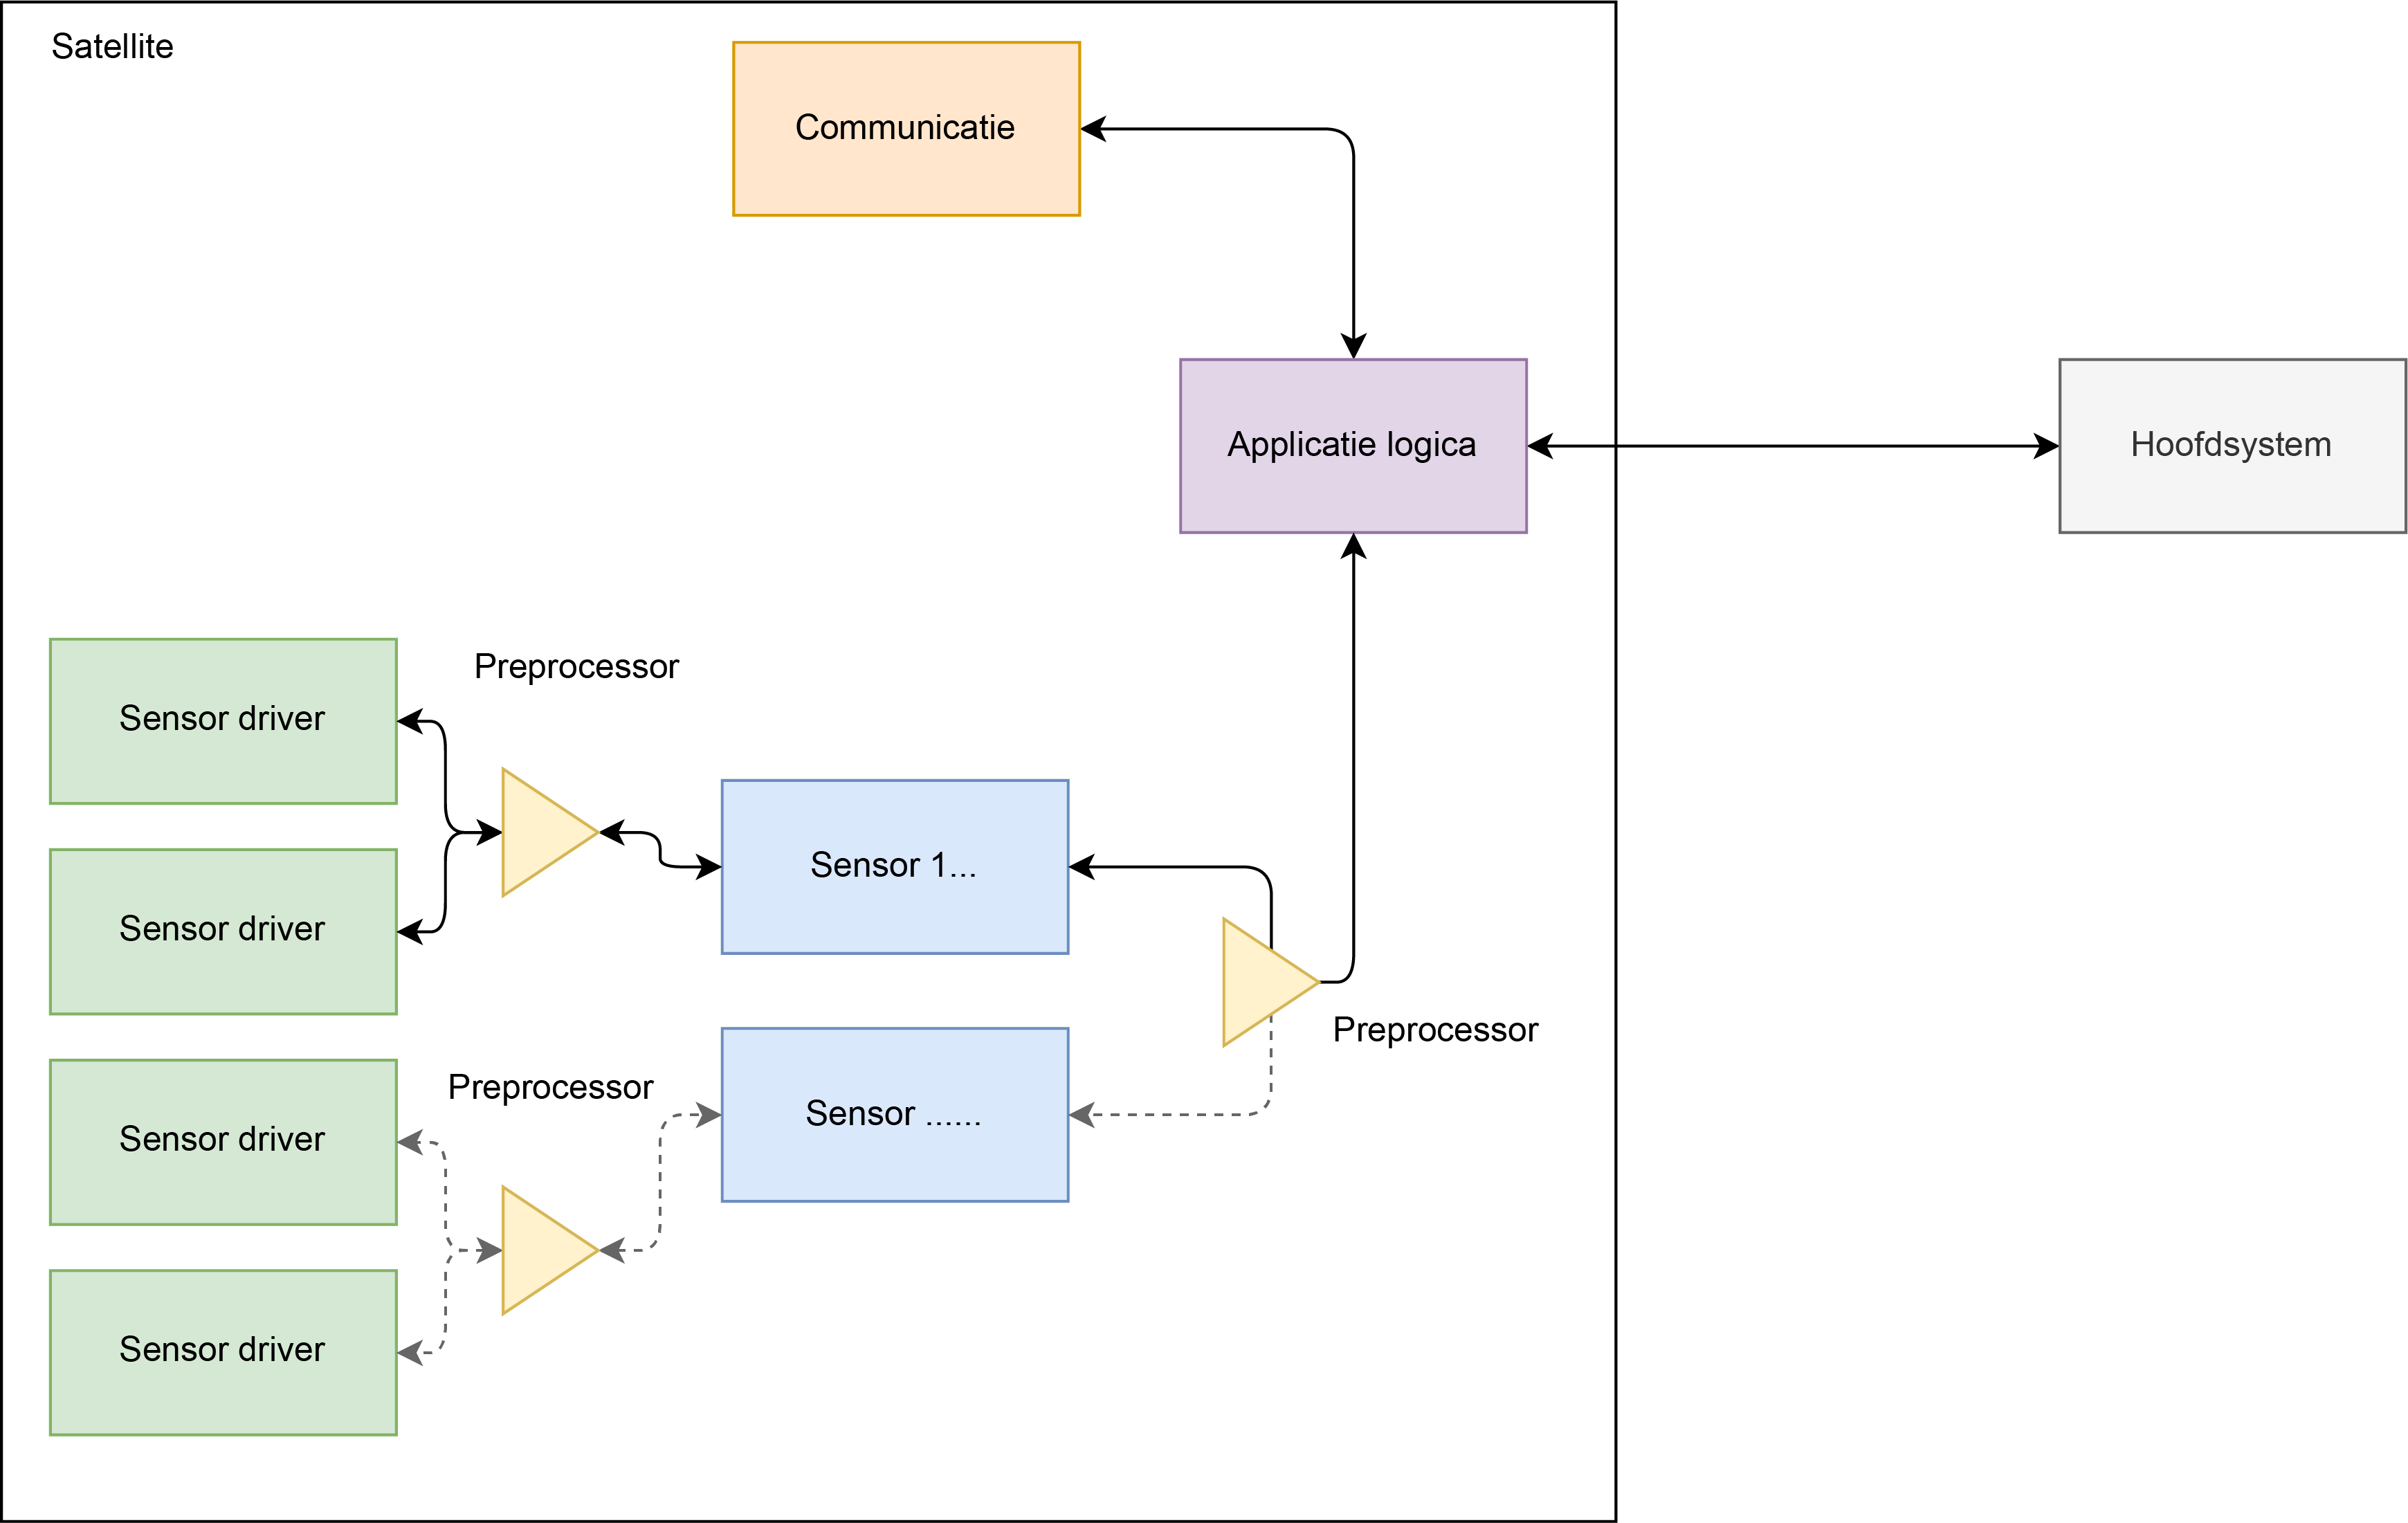 Satellite
Communicatie
Applicatie logica
Hoofdsystem
Preprocessor
Sensor driver
Sensor 1...
Sensor driver
Preprocessor
Preprocessor
Sensor ......
Sensor driver
Sensor driver